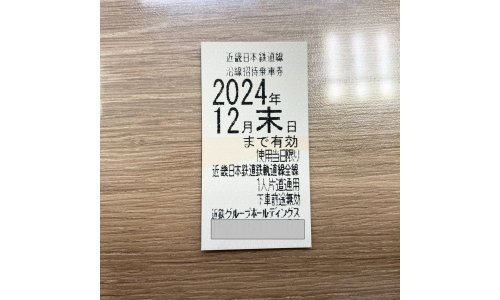 近畿日本鉄道線
沿線招待乗車券
2024年
12月末日
まで有効
使用当日限り
近畿日本鉄道鉄軌道線全線
1人片道通用
下車前途無効
近鉄グループホールディングス